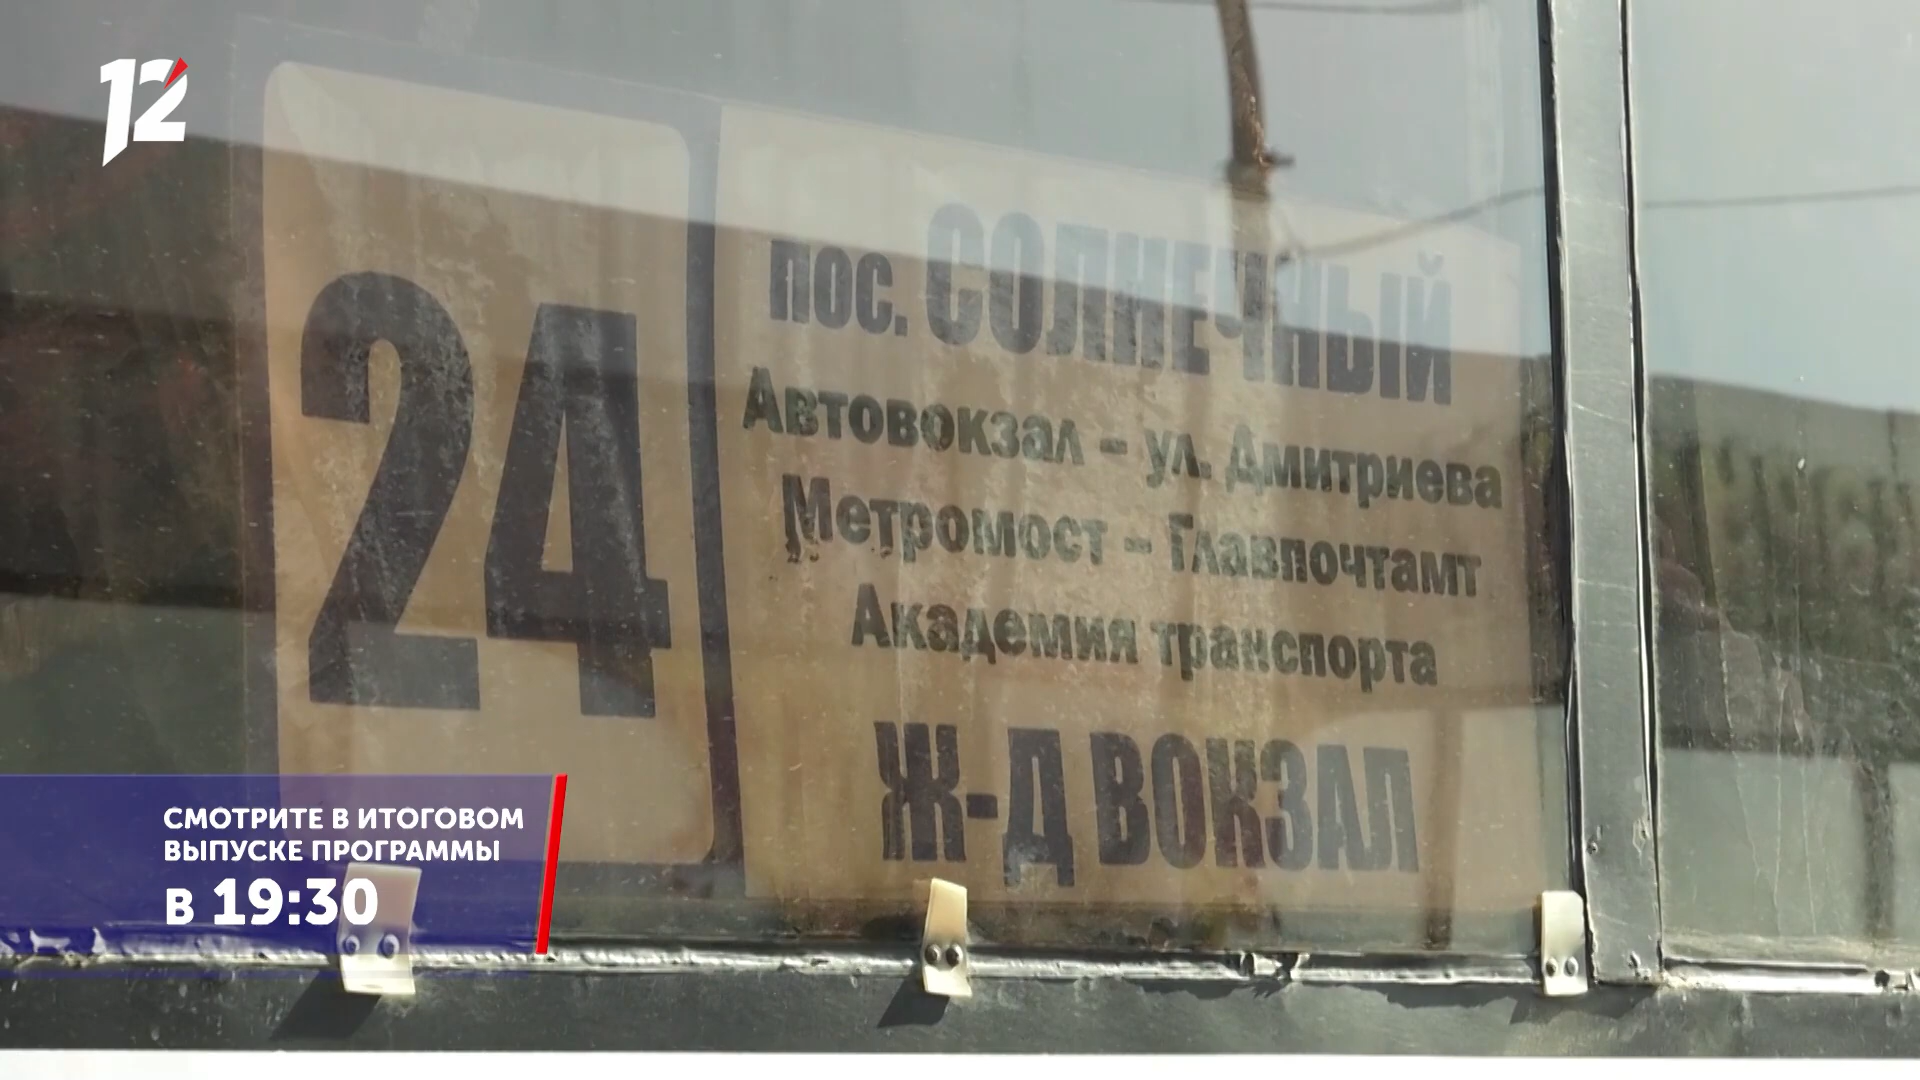 12
24
пос. СОЛНЕЧНЫЙ
Автовокзал – ул. Дмитриева
Метромост – Главпочтамт
Академия транспорта
Ж-Д ВОКЗАЛ
СМОТРИТЕ В ИТОГОВОМ
ВЫПУСКЕ ПРОГРАММЫ
в 19:30